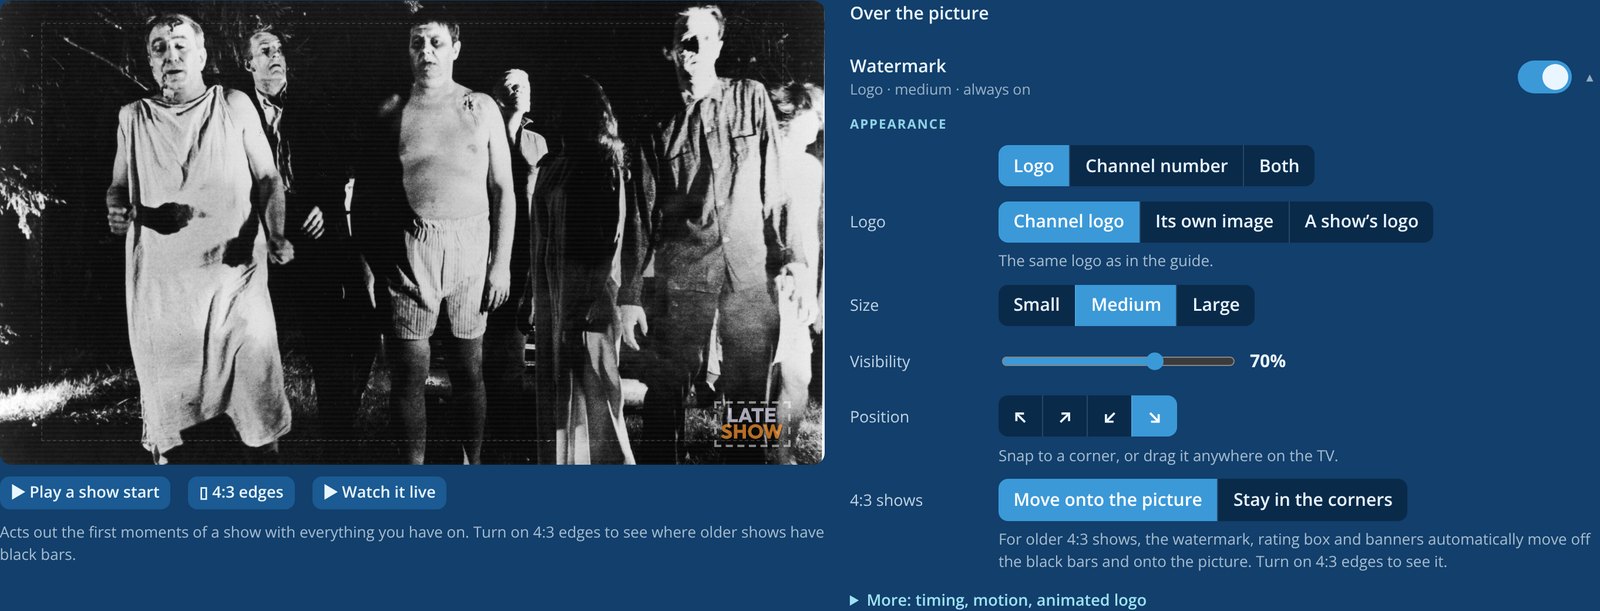 LATE
SHOW
▶ Play a show start
▯ 4:3 edges
▶ Watch it live
Acts out the first moments of a show with everything you have on. Turn on 4:3 edges to see where older shows have
black bars.
Over the picture
Watermark
Logo · medium · always on
▲
APPEARANCE
Logo Channel number Both
Logo
Channel logo Its own image A show’s logo
The same logo as in the guide.
Size
Small Medium Large
Visibility
70%
Position
↖ ↗ ↙ ↘
Snap to a corner, or drag it anywhere on the TV.
4:3 shows
Move onto the picture Stay in the corners
For older 4:3 shows, the watermark, rating box and banners automatically move off
the black bars and onto the picture. Turn on 4:3 edges to see it.
▶ More: timing, motion, animated logo